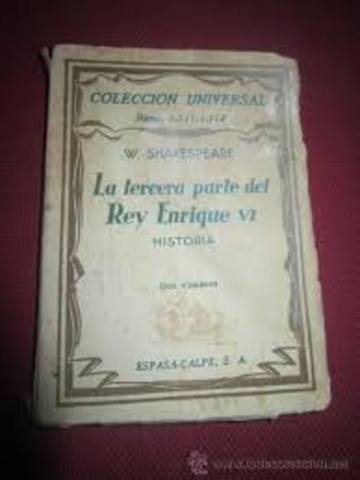 COLECCION UNIVERSAL
W. SHAKESPEARE
La tercera parte del
Rey Enrique VI
HISTORIA
ESPASA-CALPE, S. A.